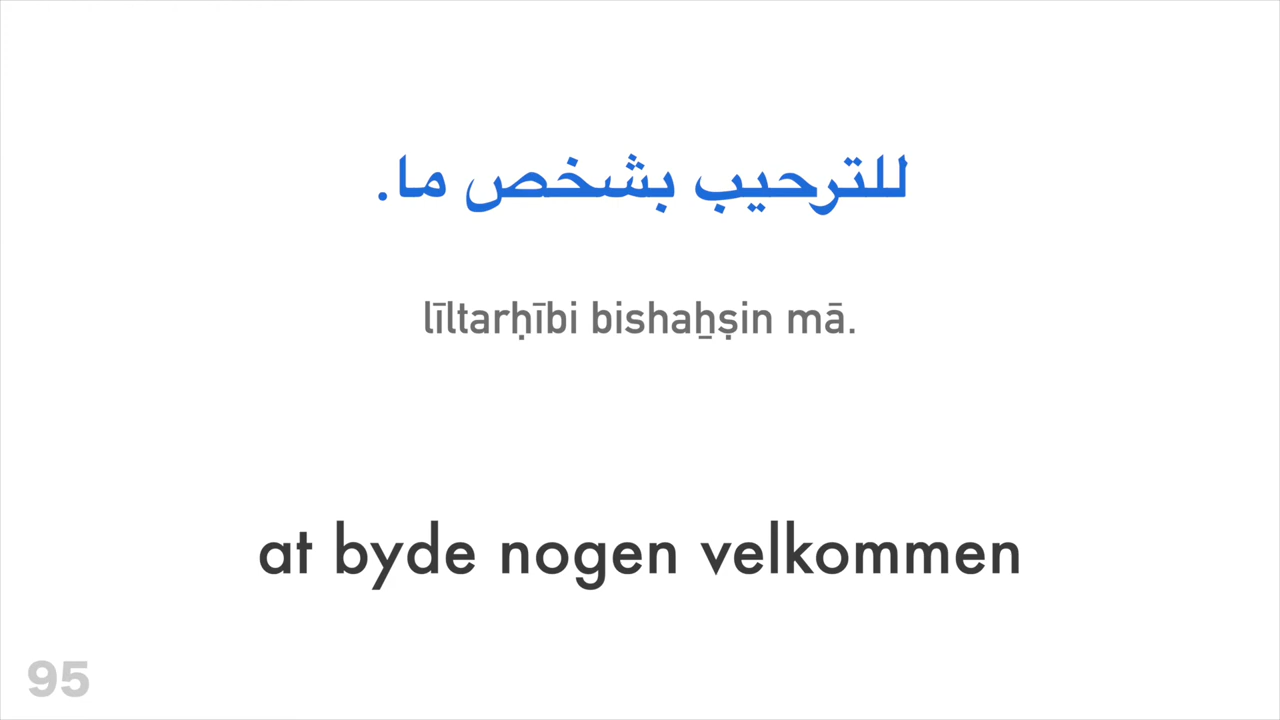 للترحيب بشخص ما.
līltarḥībi bishaẖṣin mā.
at byde nogen velkommen
95